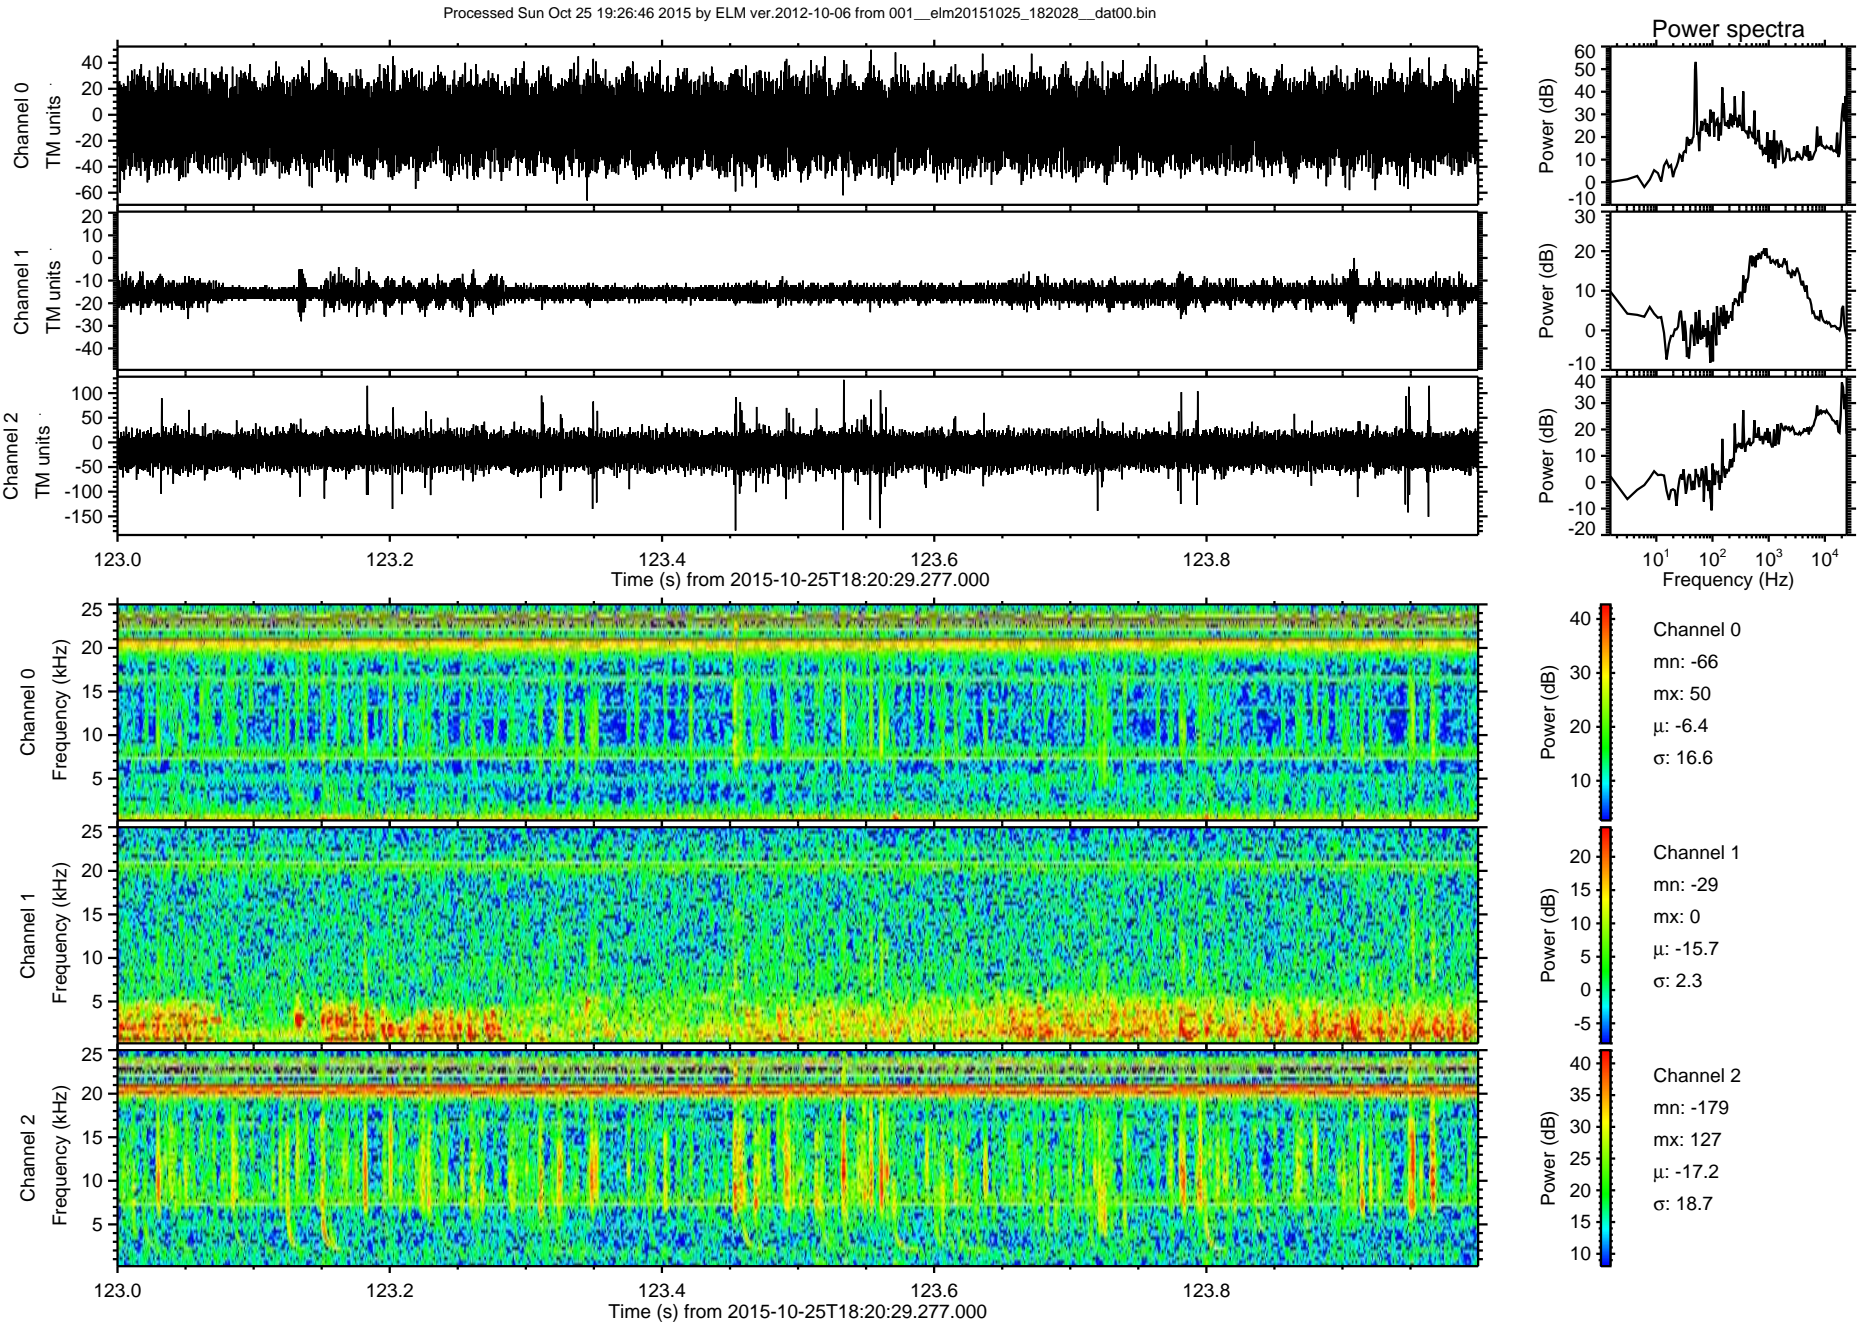 Processed Sun Oct 25 19:26:46 2015 by ELM ver.2012-10-06 from 001__elm20151025_182028__dat00.bin
Power spectra
Channel 0
TM units
40
20
0
-20
-40
-60
Power (dB)
60
50
40
30
20
10
0
-10
Channel 1
TM units
20
10
0
-10
-20
-30
-40
Power (dB)
30
20
10
0
-10
Channel 2
TM units
100
50
0
-50
-100
-150
Power (dB)
40
30
20
10
0
-10
-20
123.0 123.2 123.4 123.6 123.8
Time (s) from 2015-10-25T18:20:29.277.000
10^1 10^2 10^3 10^4
Frequency (Hz)
Channel 0
Frequency (kHz)
25
20
15
10
5
Power (dB)
40
30
20
10
Channel 0
mn: -66
mx: 50
μ: -6.4
σ: 16.6
Channel 1
Frequency (kHz)
25
20
15
10
5
Power (dB)
20
15
10
5
0
-5
Channel 1
mn: -29
mx: 0
μ: -15.7
σ: 2.3
Channel 2
Frequency (kHz)
25
20
15
10
5
Power (dB)
40
35
30
25
20
15
10
Channel 2
mn: -179
mx: 127
μ: -17.2
σ: 18.7
123.0 123.2 123.4 123.6 123.8
Time (s) from 2015-10-25T18:20:29.277.000